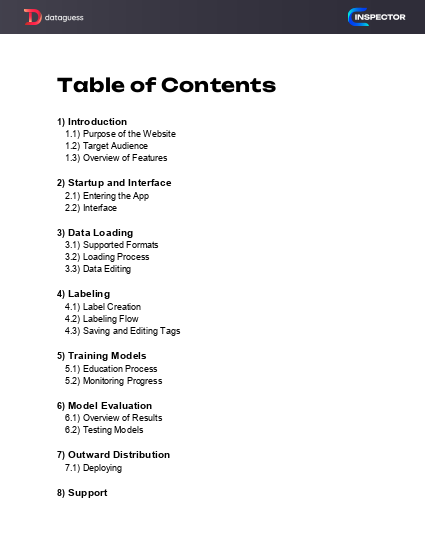 dataguess
INSPECTOR
Table of Contents
1) Introduction
1.1) Purpose of the Website
1.2) Target Audience
1.3) Overview of Features
2) Startup and Interface
2.1) Entering the App
2.2) Interface
3) Data Loading
3.1) Supported Formats
3.2) Loading Process
3.3) Data Editing
4) Labeling
4.1) Label Creation
4.2) Labeling Flow
4.3) Saving and Editing Tags
5) Training Models
5.1) Education Process
5.2) Monitoring Progress
6) Model Evaluation
6.1) Overview of Results
6.2) Testing Models
7) Outward Distribution
7.1) Deploying
8) Support